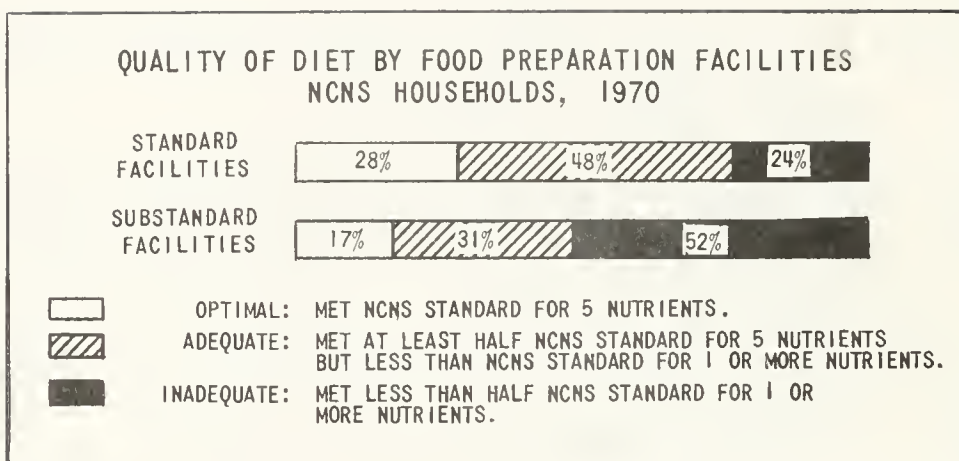 QUALITY OF DIET BY FOOD PREPARATION FACILITIES
NCNS HOUSEHOLDS, 1970
STANDARD
FACILITIES
28% 48% 24%
SUBSTANDARD
FACILITIES
17% 31% 52%
OPTIMAL: MET NCNS STANDARD FOR 5 NUTRIENTS.
ADEQUATE: MET AT LEAST HALF NCNS STANDARD FOR 5 NUTRIENTS
BUT LESS THAN NCNS STANDARD FOR 1 OR MORE NUTRIENTS.
INADEQUATE: MET LESS THAN HALF NCNS STANDARD FOR 1 OR
MORE NUTRIENTS.